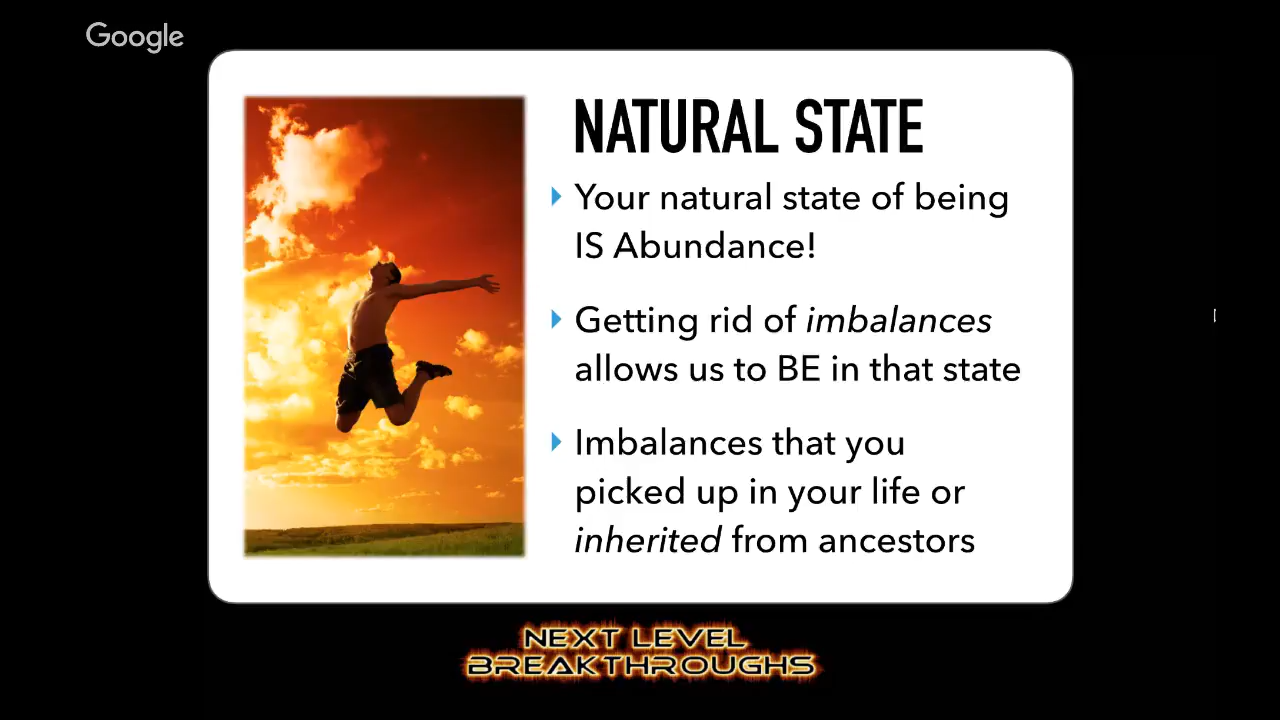 Google
NATURAL STATE
Your natural state of being
IS Abundance!
Getting rid of imbalances
allows us to BE in that state
Imbalances that you
picked up in your life or
inherited from ancestors
NEXT LEVEL
BREAKTHROUGHS